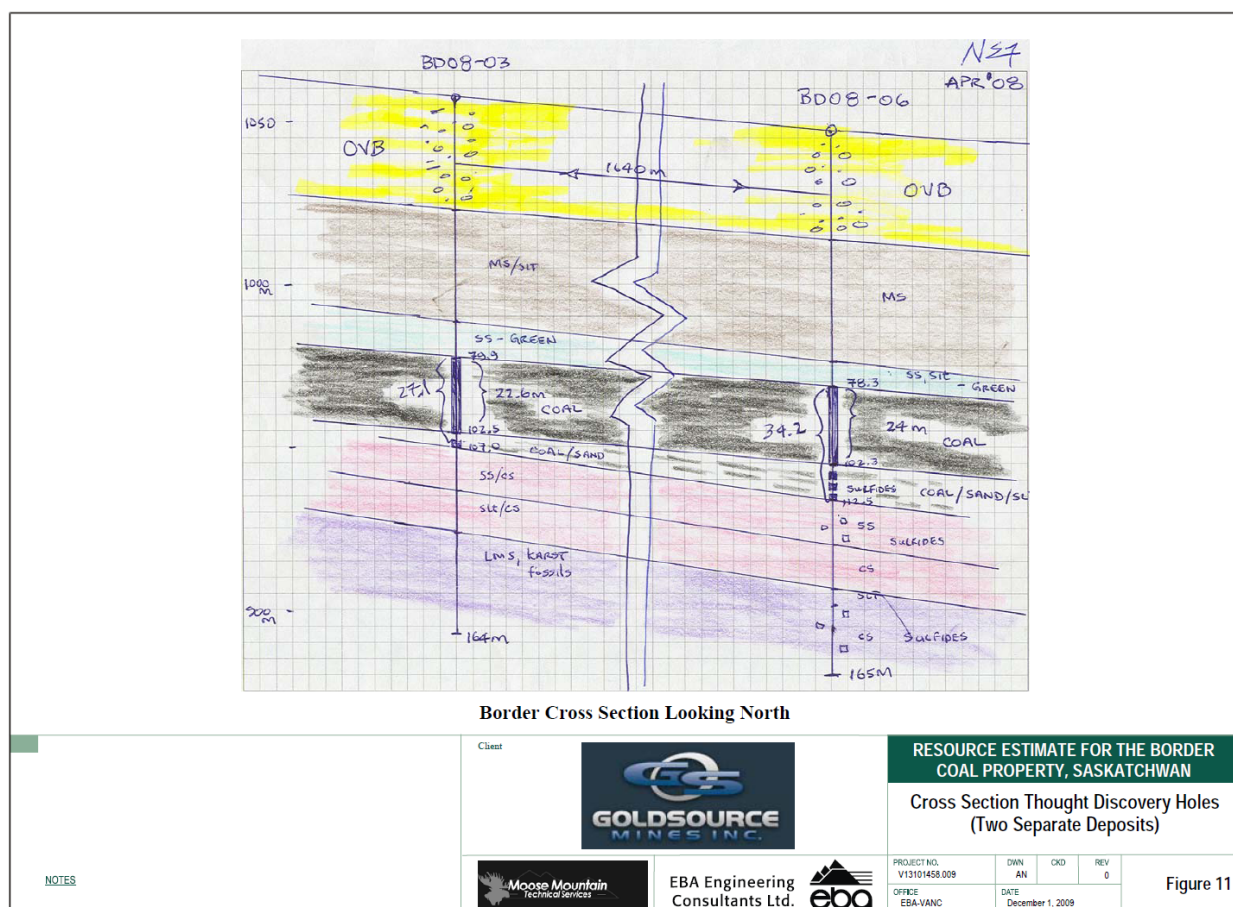 NET
APR '08
BD08-03
BD08-06
1050
OVB
1640m
OVB
1000
m
MS/SLT
MS
SS-GREEN
SS, SLT
- GREEN
79.9
78.3
27.1
22.6m
COAL
34.2
24m
COAL
102.5
102.3
107.0
COAL/SAND
SULFIDES
COAL/SAND/SL
112.5
SS/CS
SS
SULFIDES
SLT/CS
CS
LMS, KARST
fossils
SLT
900
m
CS
SULFIDES
164m
165M
Border Cross Section Looking North
Client
GS
GOLDSOURCE
MINES INC.
RESOURCE ESTIMATE FOR THE BORDER
COAL PROPERTY, SASKATCHWAN
Cross Section Thought Discovery Holes
(Two Separate Deposits)
NOTES
Moose Mountain
Technical Services
EBA Engineering
Consultants Ltd.
eba
PROJECT NO.
V13101458.009
DWN
AN
CKD
REV
0
OFFICE
EBA-VANC
DATE
December 1, 2009
Figure 11